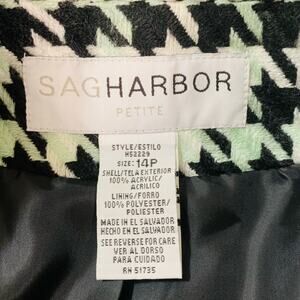 SAGHARBOR
PETITE
STYLE/ESTILO
H52229
SIZE: 14P
SHELL/TELA EXTERIOR
100% ACRYLIC/
ACRILICO
LINING/FORRO
100% POLYESTER/
POLIESTER
MADE IN EL SALVADOR
HECHO EN EL SALVADOR
SEE REVERSE FOR CARE
VER AL DORSO
PARA CUIDADO
RN 51735